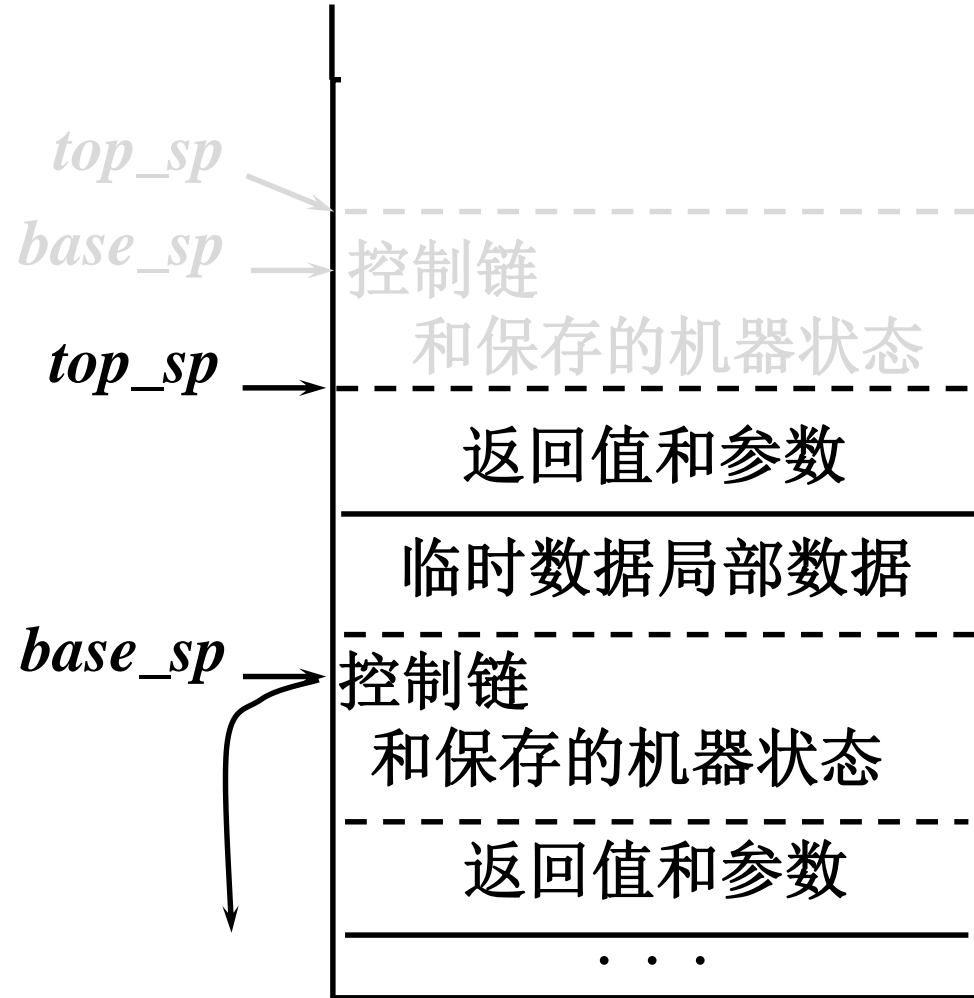 top_sp
base_sp
控制链
和保存的机器状态
top_sp
返回值和参数
临时数据局部数据
base_sp
控制链
和保存的机器状态
返回值和参数
. . .